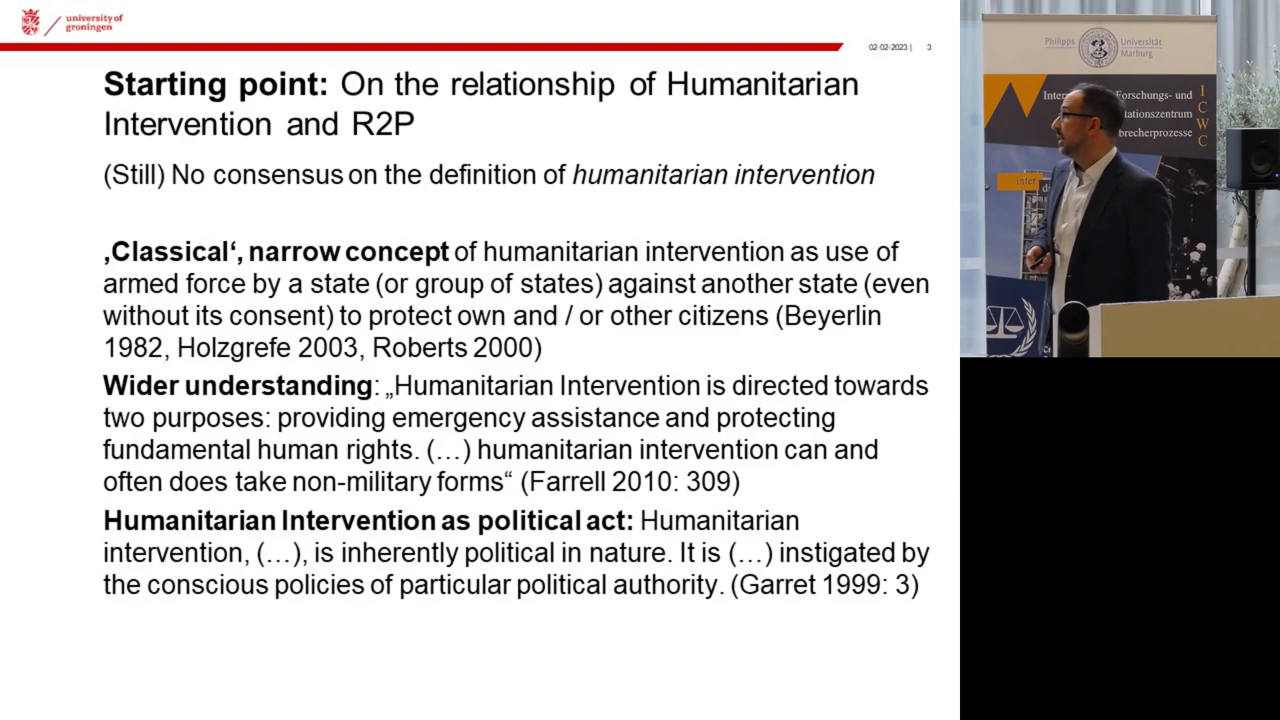 university of
groningen
02-02-2023 | 3
Starting point: On the relationship of Humanitarian
Intervention and R2P
(Still) No consensus on the definition of humanitarian intervention
‚Classical‘, narrow concept of humanitarian intervention as use of
armed force by a state (or group of states) against another state (even
without its consent) to protect own and / or other citizens (Beyerlin
1982, Holzgrefe 2003, Roberts 2000)
Wider understanding: „Humanitarian Intervention is directed towards
two purposes: providing emergency assistance and protecting
fundamental human rights. (…) humanitarian intervention can and
often does take non-military forms“ (Farrell 2010: 309)
Humanitarian Intervention as political act: Humanitarian
intervention, (…), is inherently political in nature. It is (…) instigated by
the conscious policies of particular political authority. (Garret 1999: 3)
Philipps Universität
Marburg
Inter Forschungs- und
tationszentrum
brecherprozesse
I
C
W
C
inter
di